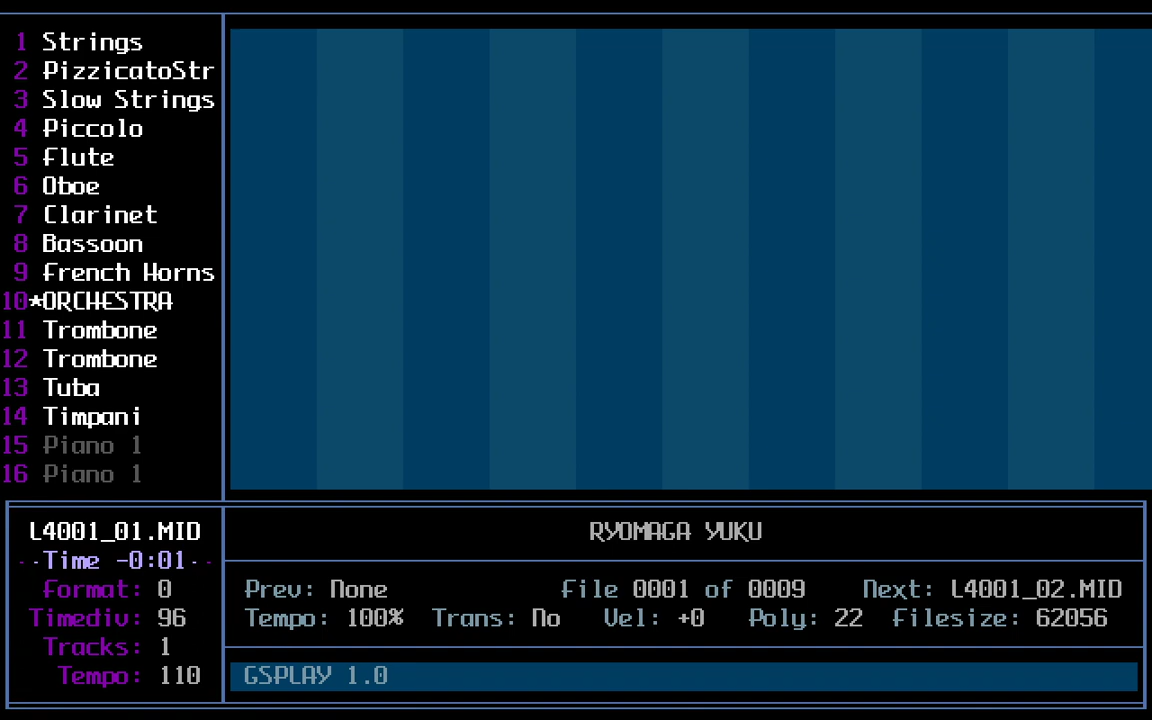 1 Strings
2 PizzicatoStr
3 Slow Strings
4 Piccolo
5 Flute
6 Oboe
7 Clarinet
8 Bassoon
9 French Horns
10*ORCHESTRA
11 Trombone
12 Trombone
13 Tuba
14 Timpani
15 Piano 1
16 Piano 1
L4001_01.MID
Time -0:01
Format: 0
Timediv: 96
Tracks: 1
Tempo: 110
RYOMAGA YUKU
Prev: None File 0001 of 0009 Next: L4001_02.MID
Tempo: 100% Trans: No Vel: +0 Poly: 22 Filesize: 62056
GSPLAY 1.0